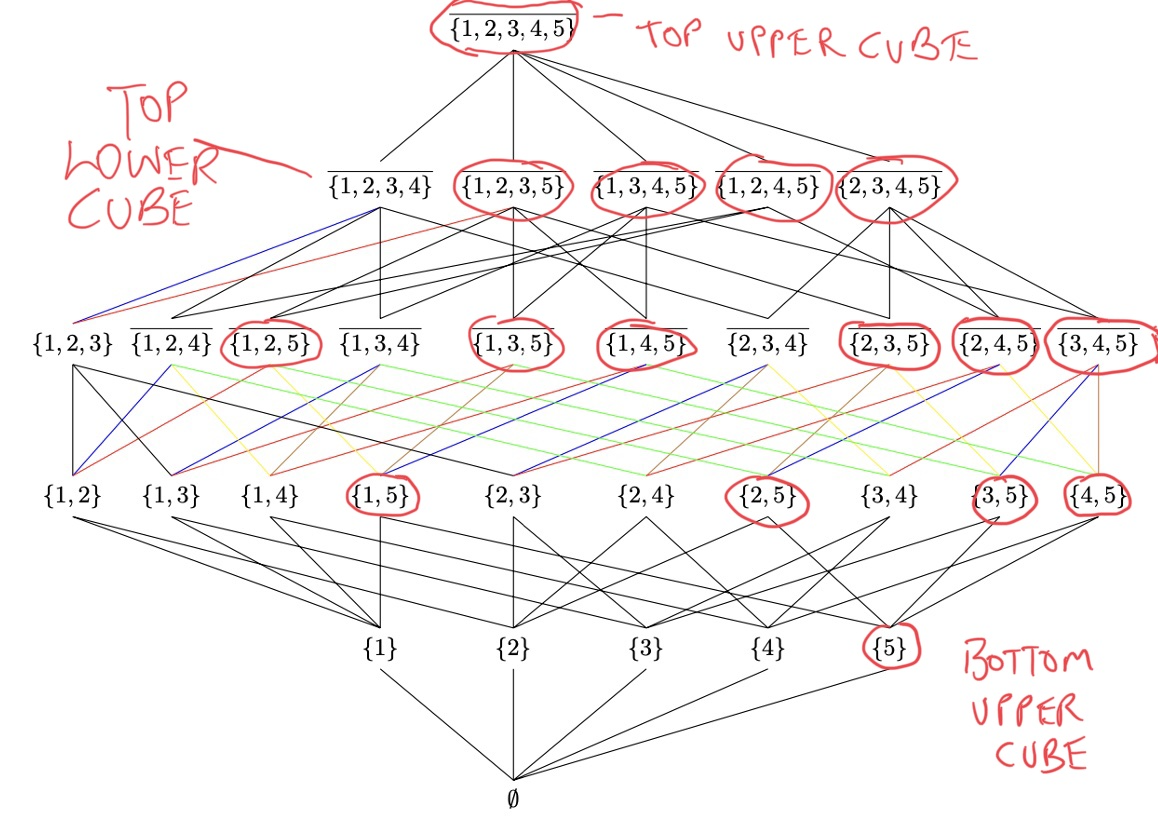 {1, 2, 3, 4, 5} – TOP UPPER CUBE
TOP
LOWER
CUBE
{1, 2, 3, 4} {1, 2, 3, 5} {1, 3, 4, 5} {1, 2, 4, 5} {2, 3, 4, 5}
{1, 2, 3} {1, 2, 4} {1, 2, 5} {1, 3, 4} {1, 3, 5} {1, 4, 5} {2, 3, 4} {2, 3, 5} {2, 4, 5} {3, 4, 5}
{1, 2} {1, 3} {1, 4} {1, 5} {2, 3} {2, 4} {2, 5} {3, 4} {3, 5} {4, 5}
{1} {2} {3} {4} {5}
BOTTOM
UPPER
CUBE
∅